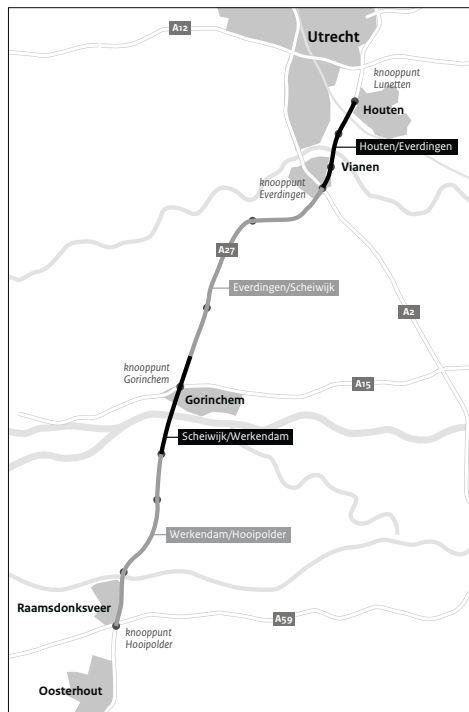 A12
Utrecht
knooppunt
Lunetten
Houten
Houten/Everdingen
Vianen
knooppunt
Everdingen
A27
Everdingen/Scheiwijk
A2
knooppunt
Gorinchem
A15
Gorinchem
Scheiwijk/Werkendam
Werkendam/Hooipolder
Raamsdonksveer
A59
knooppunt
Hooipolder
Oosterhout